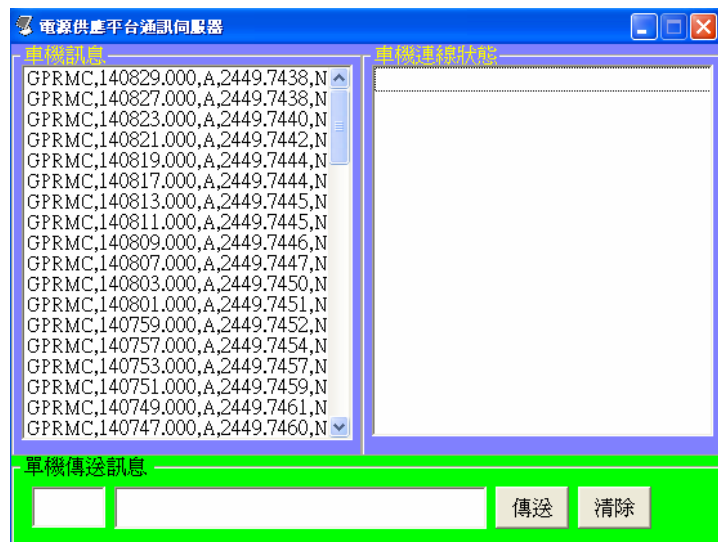 電源供應平台通訊伺服器
車機訊息
GPRMC,140829.000,A,2449.7438,N
GPRMC,140827.000,A,2449.7438,N
GPRMC,140823.000,A,2449.7440,N
GPRMC,140821.000,A,2449.7442,N
GPRMC,140819.000,A,2449.7444,N
GPRMC,140817.000,A,2449.7444,N
GPRMC,140813.000,A,2449.7445,N
GPRMC,140811.000,A,2449.7445,N
GPRMC,140809.000,A,2449.7446,N
GPRMC,140807.000,A,2449.7447,N
GPRMC,140803.000,A,2449.7450,N
GPRMC,140801.000,A,2449.7451,N
GPRMC,140759.000,A,2449.7452,N
GPRMC,140757.000,A,2449.7454,N
GPRMC,140753.000,A,2449.7457,N
GPRMC,140751.000,A,2449.7459,N
GPRMC,140749.000,A,2449.7461,N
GPRMC,140747.000,A,2449.7460,N
車機連線狀態
單機傳送訊息
傳送
清除